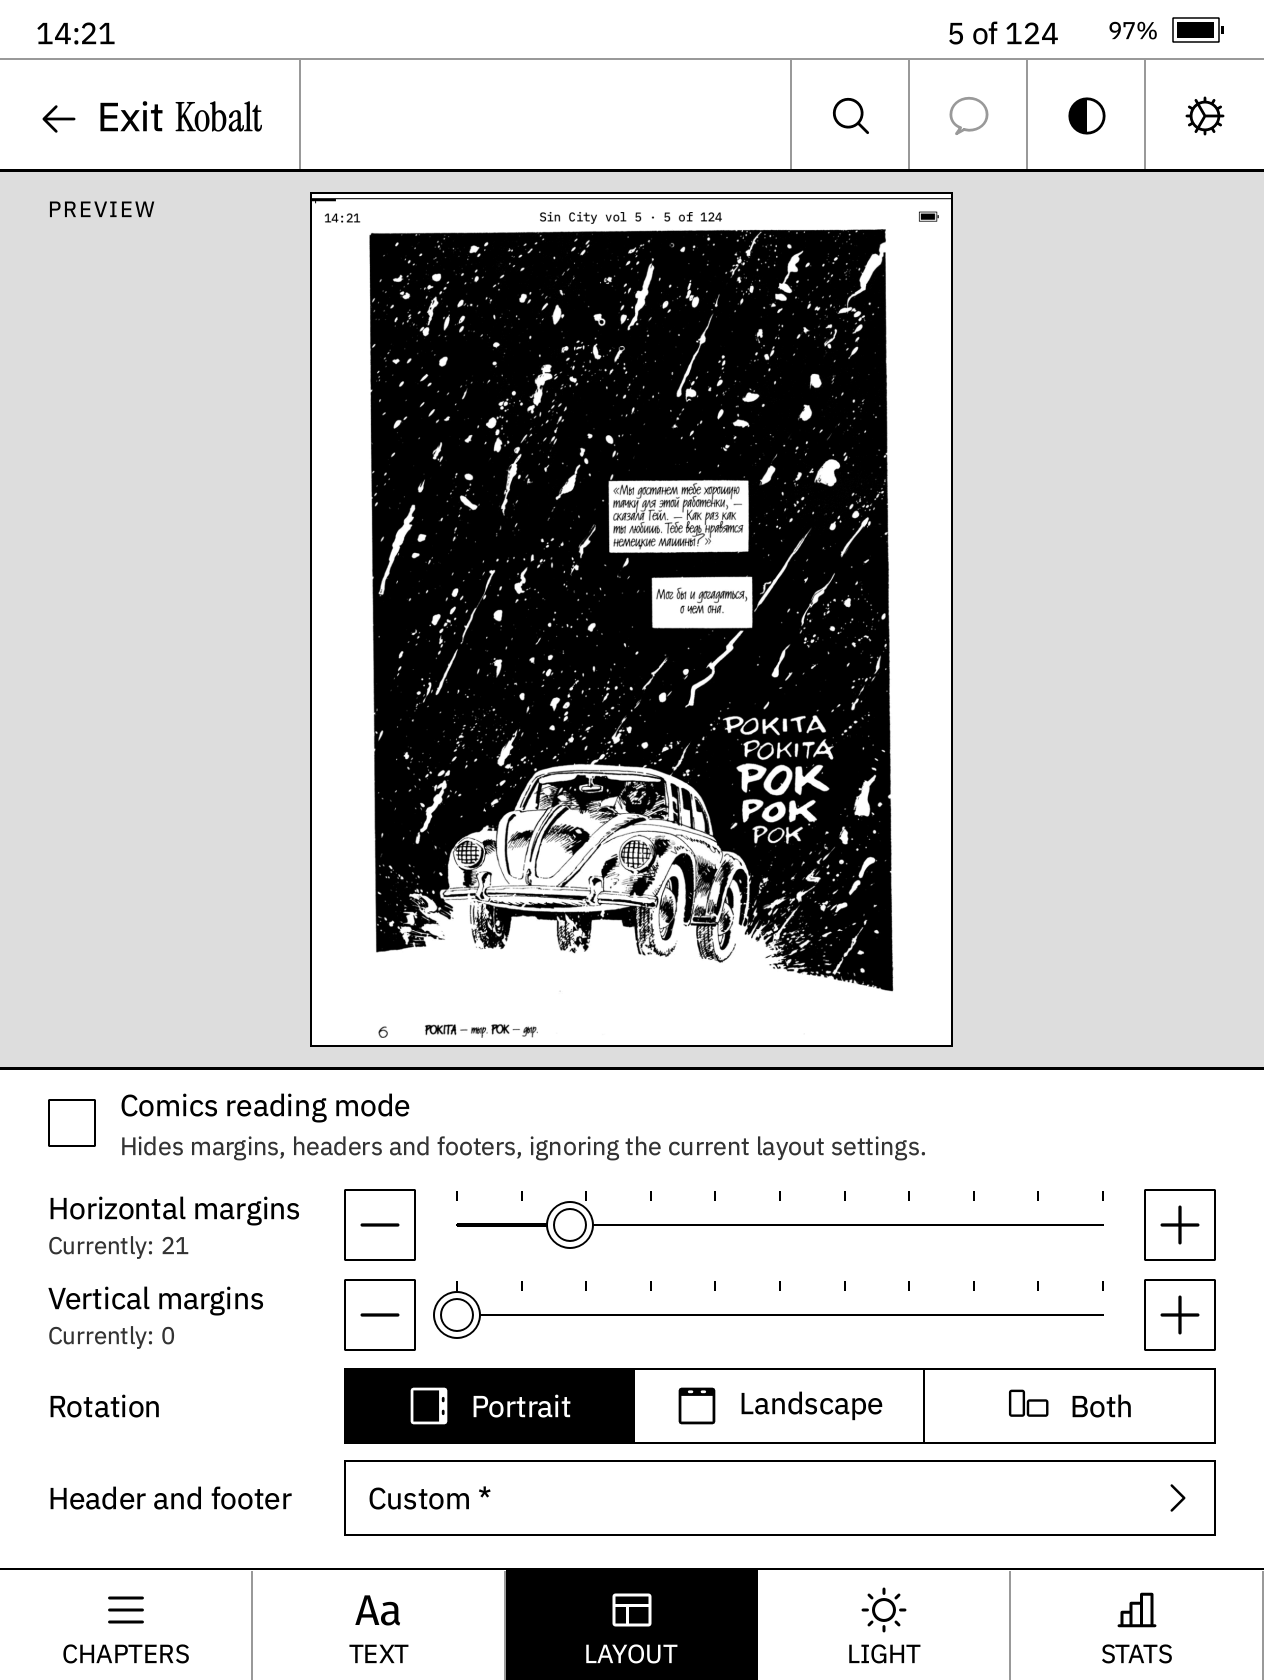 14:21
5 of 124
97%
Exit Kobalt
PREVIEW
14:21
Sin City vol 5 · 5 of 124
«Мы достанем тебе хорошую
тачку для этой работенки, —
сказала Гейл. — Как раз как
ты любишь. Тебе ведь нравятся
немецкие машины?»
Мог бы и догадаться,
о чем она.
POKITA
POKITA
POK
POK
POK
6
POKITA — тыр. POK — дыр.
Comics reading mode
Hides margins, headers and footers, ignoring the current layout settings.
Horizontal margins
Currently: 21
Vertical margins
Currently: 0
Rotation
Portrait
Landscape
Both
Header and footer
Custom *
CHAPTERS
Aa
TEXT
LAYOUT
LIGHT
STATS